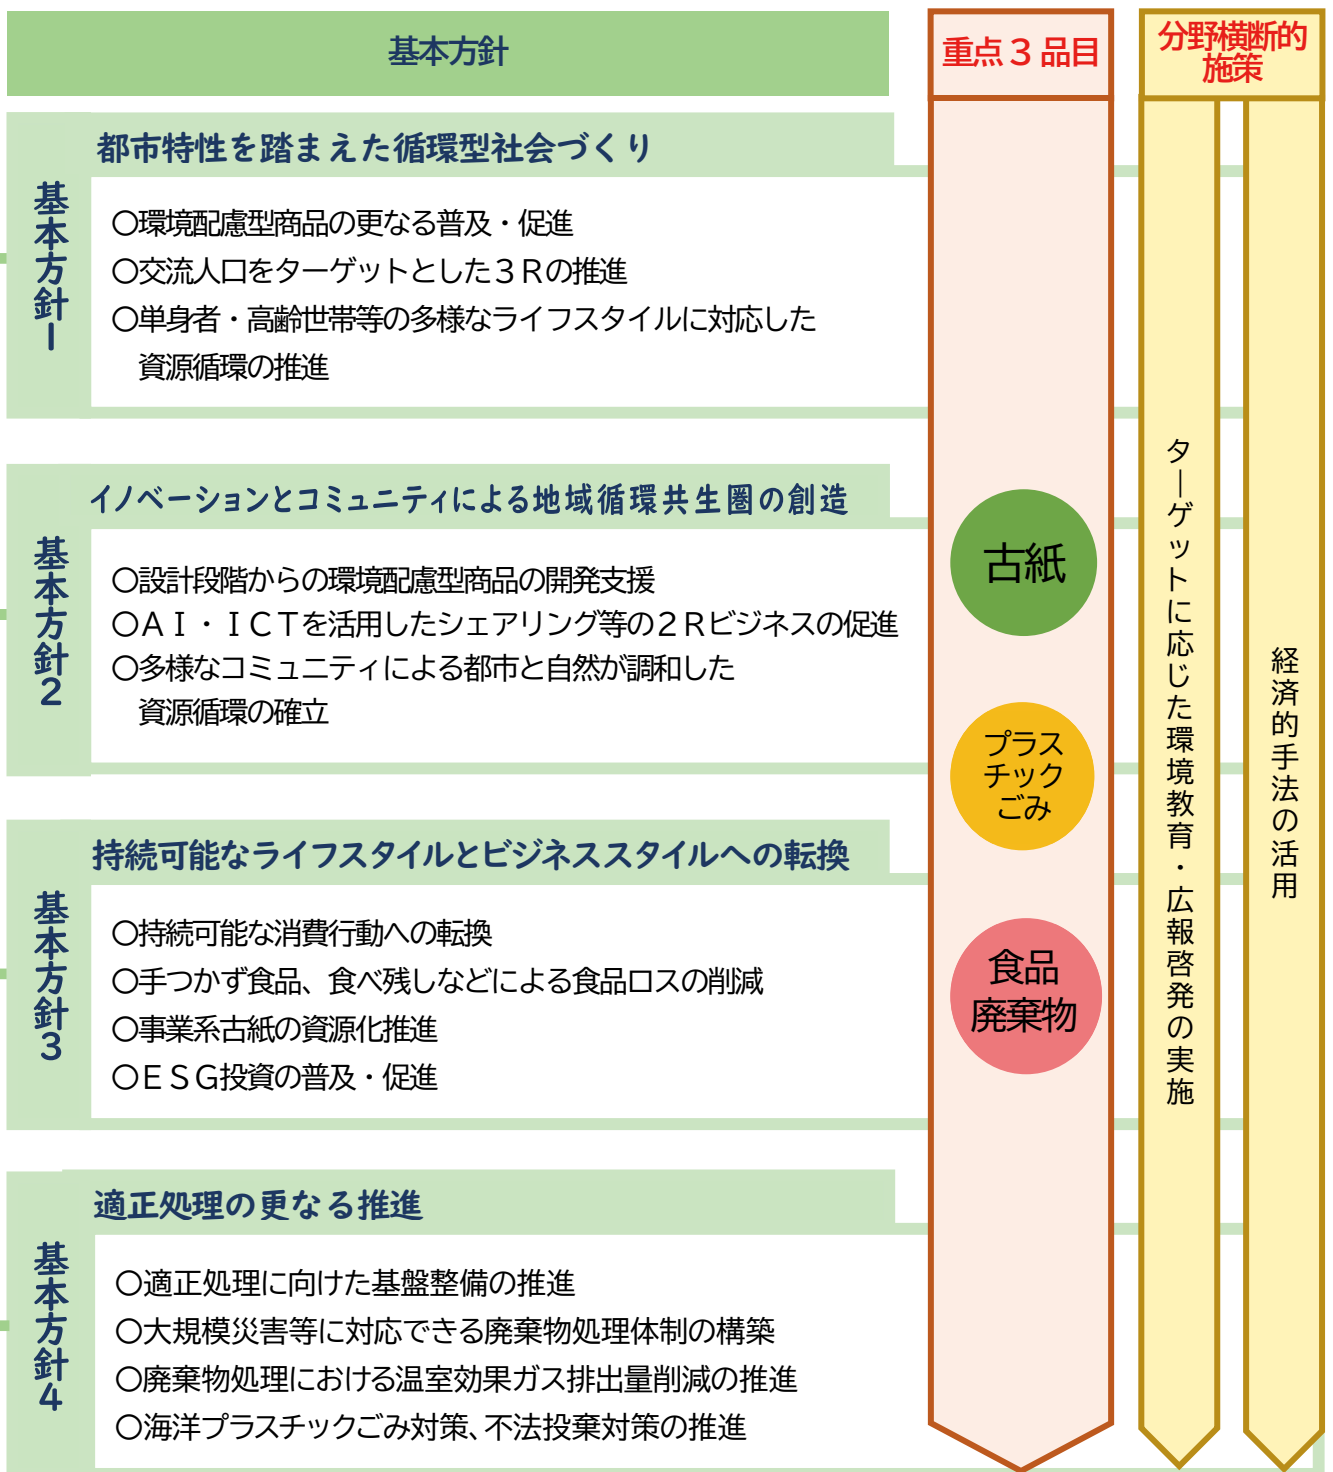 基本方針
重点３品目
分野横断的
施策
基本方針1
都市特性を踏まえた循環型社会づくり
〇環境配慮型商品の更なる普及・促進
〇交流人口をターゲットとした３Ｒの推進
〇単身者・高齢世帯等の多様なライフスタイルに対応した
資源循環の推進
基本方針2
イノベーションとコミュニティによる地域循環共生圏の創造
〇設計段階からの環境配慮型商品の開発支援
〇ＡＩ・ＩＣＴを活用したシェアリング等の２Ｒビジネスの促進
〇多様なコミュニティによる都市と自然が調和した
資源循環の確立
基本方針3
持続可能なライフスタイルとビジネススタイルへの転換
〇持続可能な消費行動への転換
〇手つかず食品、食べ残しなどによる食品ロスの削減
〇事業系古紙の資源化推進
〇ＥＳＧ投資の普及・促進
基本方針4
適正処理の更なる推進
〇適正処理に向けた基盤整備の推進
〇大規模災害等に対応できる廃棄物処理体制の構築
〇廃棄物処理における温室効果ガス排出量削減の推進
〇海洋プラスチックごみ対策、不法投棄対策の推進
古紙
プラス
チック
ごみ
食品
廃棄物
ターゲットに応じた環境教育・広報啓発の実施
経済的手法の活用